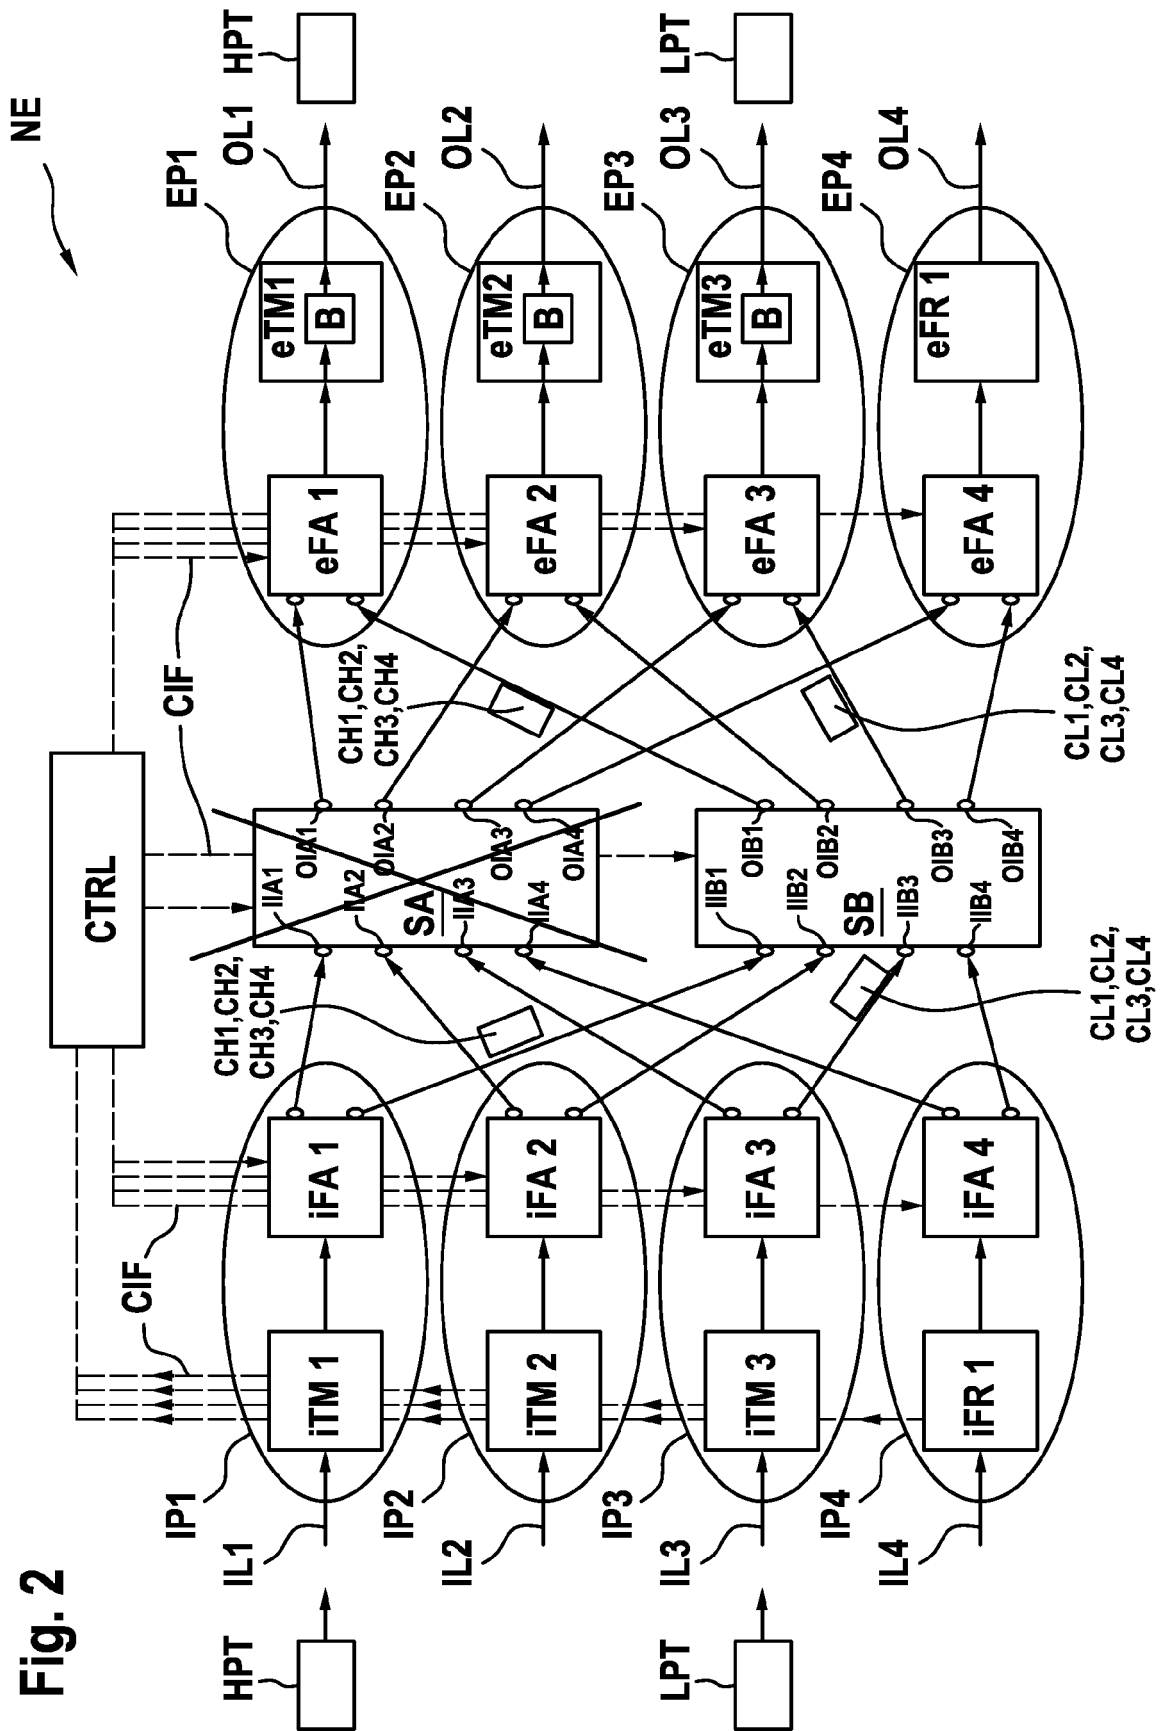 Fig. 2
NE
CTRL
CIF
CIF
CIF
HPT
IL1
IP1
iTM 1
iFA 1
CH1,CH2,
CH3,CH4
IIA1
IIA2
IIA3
IIA4
SA
OIA1
OIA2
OIA3
OIA4
CH1,CH2,
CH3,CH4
eFA 1
eTM1
B
EP1
OL1
HPT
IL2
IP2
iTM 2
iFA 2
eFA 2
eTM2
B
EP2
OL2
LPT
IL3
IP3
iTM 3
iFA 3
IIB1
IIB2
IIB3
IIB4
SB
OIB1
OIB2
OIB3
OIB4
eFA 3
eTM3
B
EP3
OL3
LPT
IL4
IP4
iFR 1
iFA 4
CL1,CL2,
CL3,CL4
CL1,CL2,
CL3,CL4
eFA 4
eFR 1
EP4
OL4